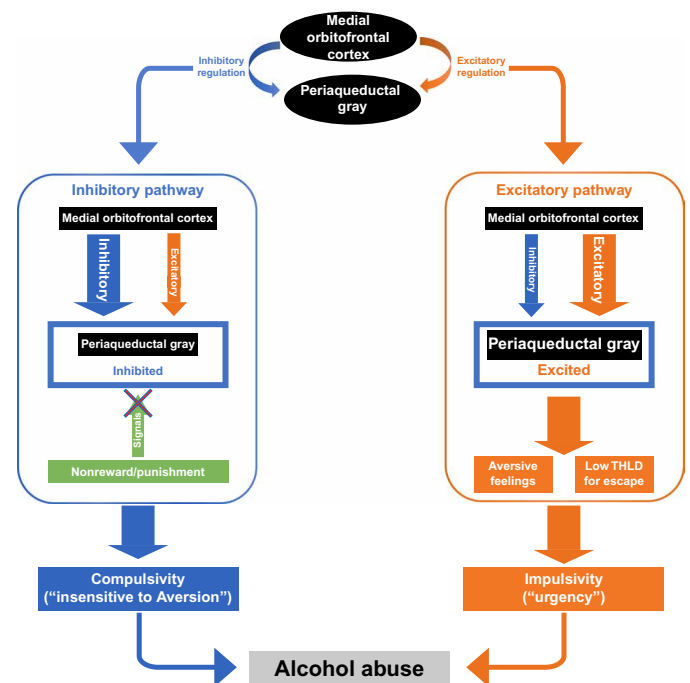 Medial
orbitofrontal
cortex
Inhibitory
regulation
Excitatory
regulation
Periaqueductal
gray
Inhibitory pathway
Medial orbitofrontal cortex
Inhibitory
Excitatory
Periaqueductal gray
Inhibited
Signals
Nonreward/punishment
Compulsivity
(“insensitive to Aversion”)
Excitatory pathway
Medial orbitofrontal cortex
Inhibitory
Excitatory
Periaqueductal gray
Excited
Aversive
feelings
Low THLD
for escape
Impulsivity
(“urgency”)
Alcohol abuse